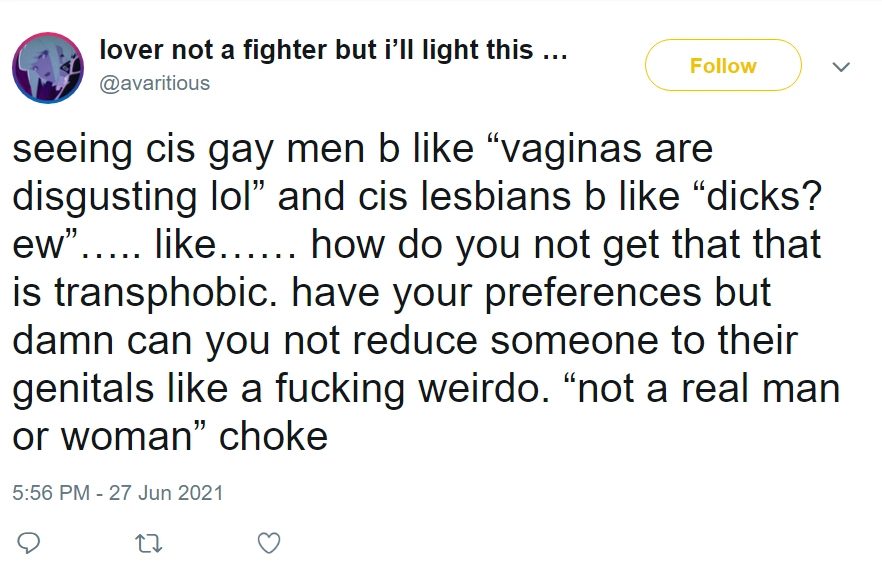 lover not a fighter but i’ll light this ...
@avaritious
Follow
seeing cis gay men b like “vaginas are
disgusting lol” and cis lesbians b like “dicks?
ew”….. like…… how do you not get that that
is transphobic. have your preferences but
damn can you not reduce someone to their
genitals like a fucking weirdo. “not a real man
or woman” choke
5:56 PM - 27 Jun 2021